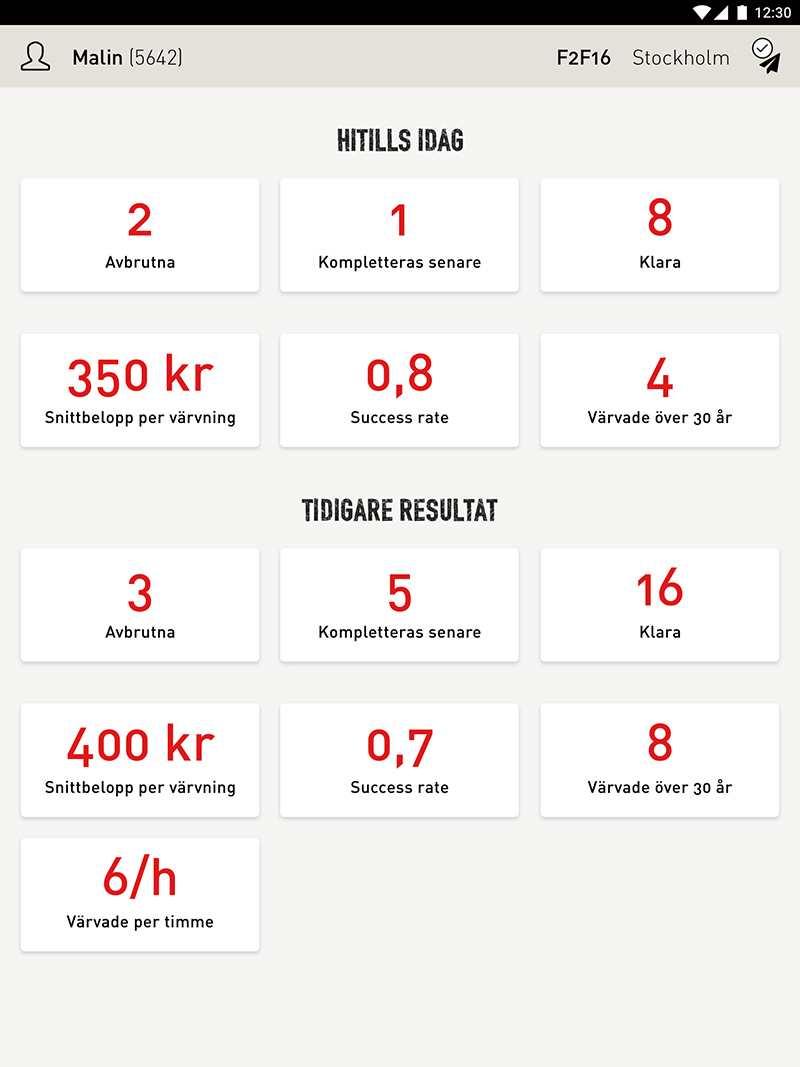 12:30
Malin (5642) F2F16 Stockholm
HITILLS IDAG
2 1 8
Avbrutna Kompletteras senare Klara
350 kr 0,8 4
Snittbelopp per värvning Success rate Värvade över 30 år
TIDIGARE RESULTAT
3 5 16
Avbrutna Kompletteras senare Klara
400 kr 0,7 8
Snittbelopp per värvning Success rate Värvade över 30 år
6/h
Värvade per timme